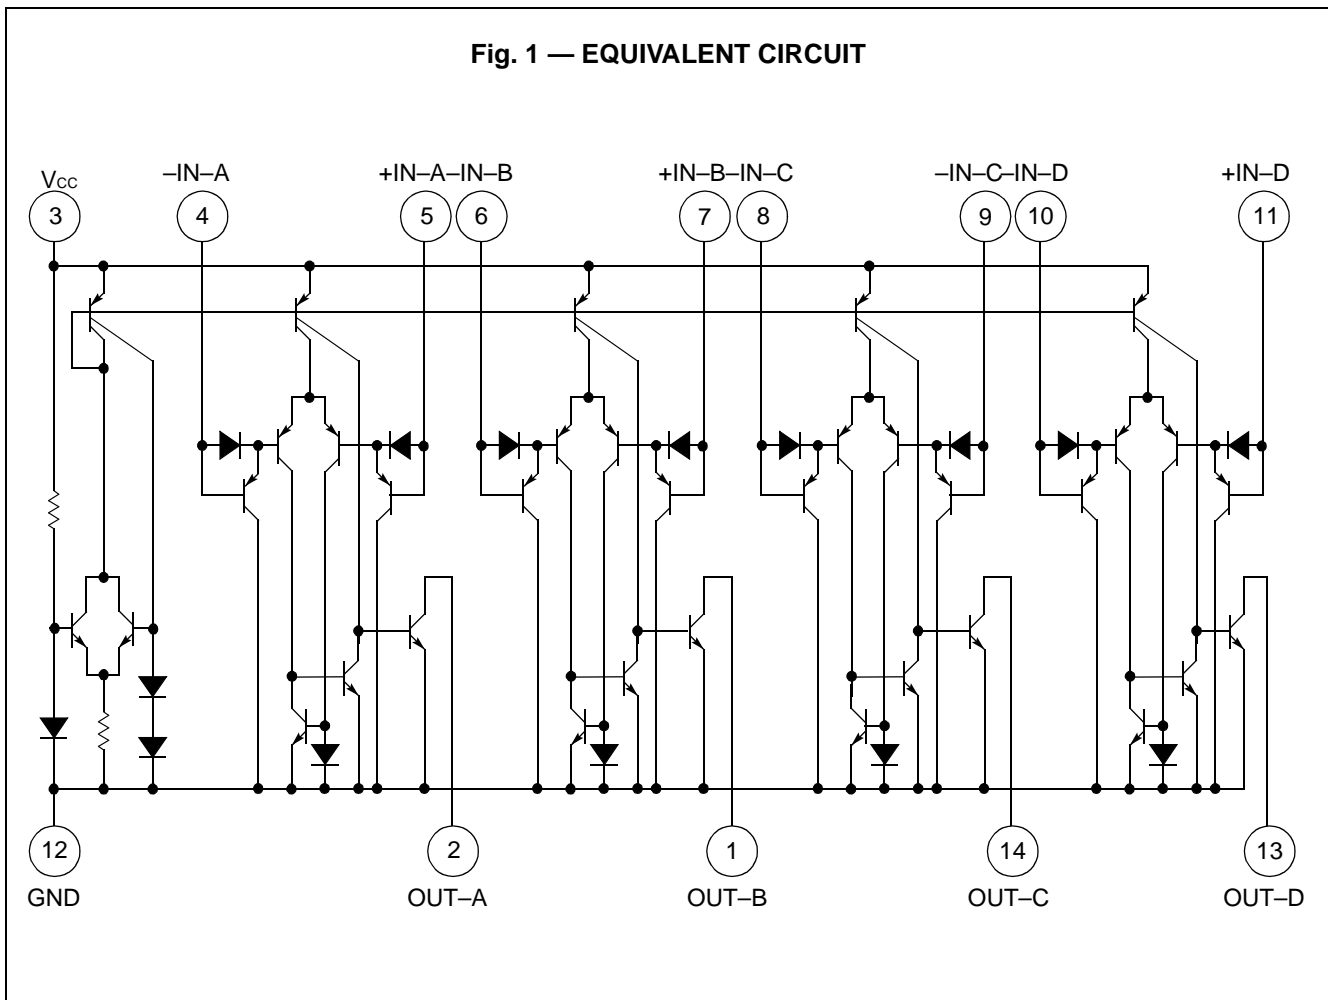 Fig. 1 — EQUIVALENT CIRCUIT
VCC –IN–A +IN–A–IN–B +IN–B–IN–C –IN–C–IN–D +IN–D
3 4 5 6 7 8 9 10 11
12 2 1 14 13
GND OUT–A OUT–B OUT–C OUT–D